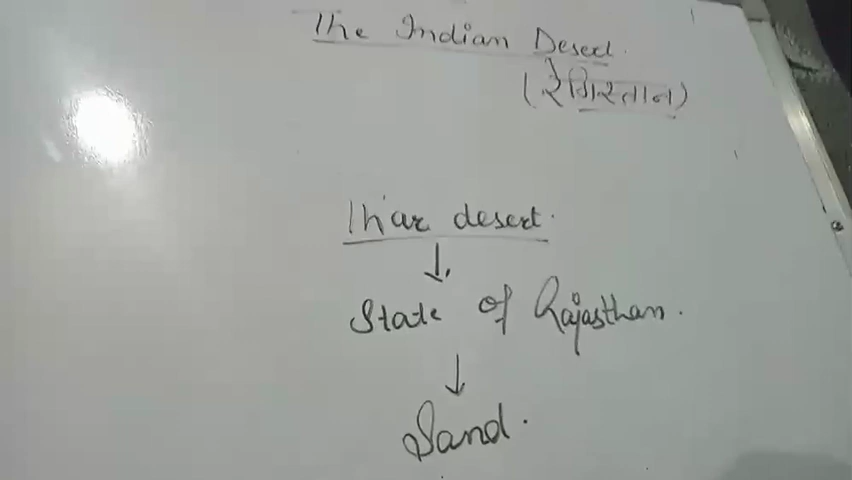 The Indian Desert.
(रेगिस्तान)
Thar desert.
↓
State of Rajasthan.
↓
Sand.